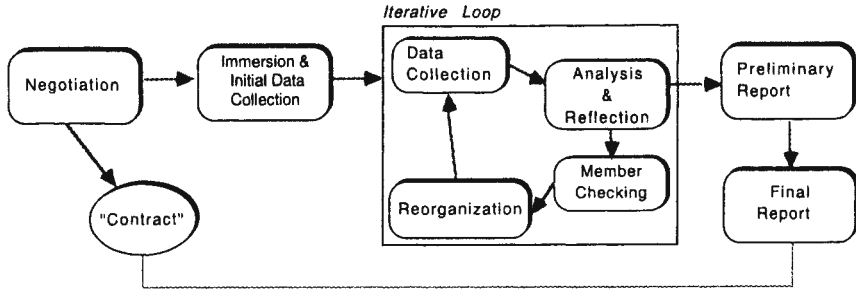 Iterative Loop
Negotiation
Immersion &
Initial Data
Collection
Data
Collection
Analysis
&
Reflection
Member
Checking
Reorganization
Preliminary
Report
Final
Report
"Contract"